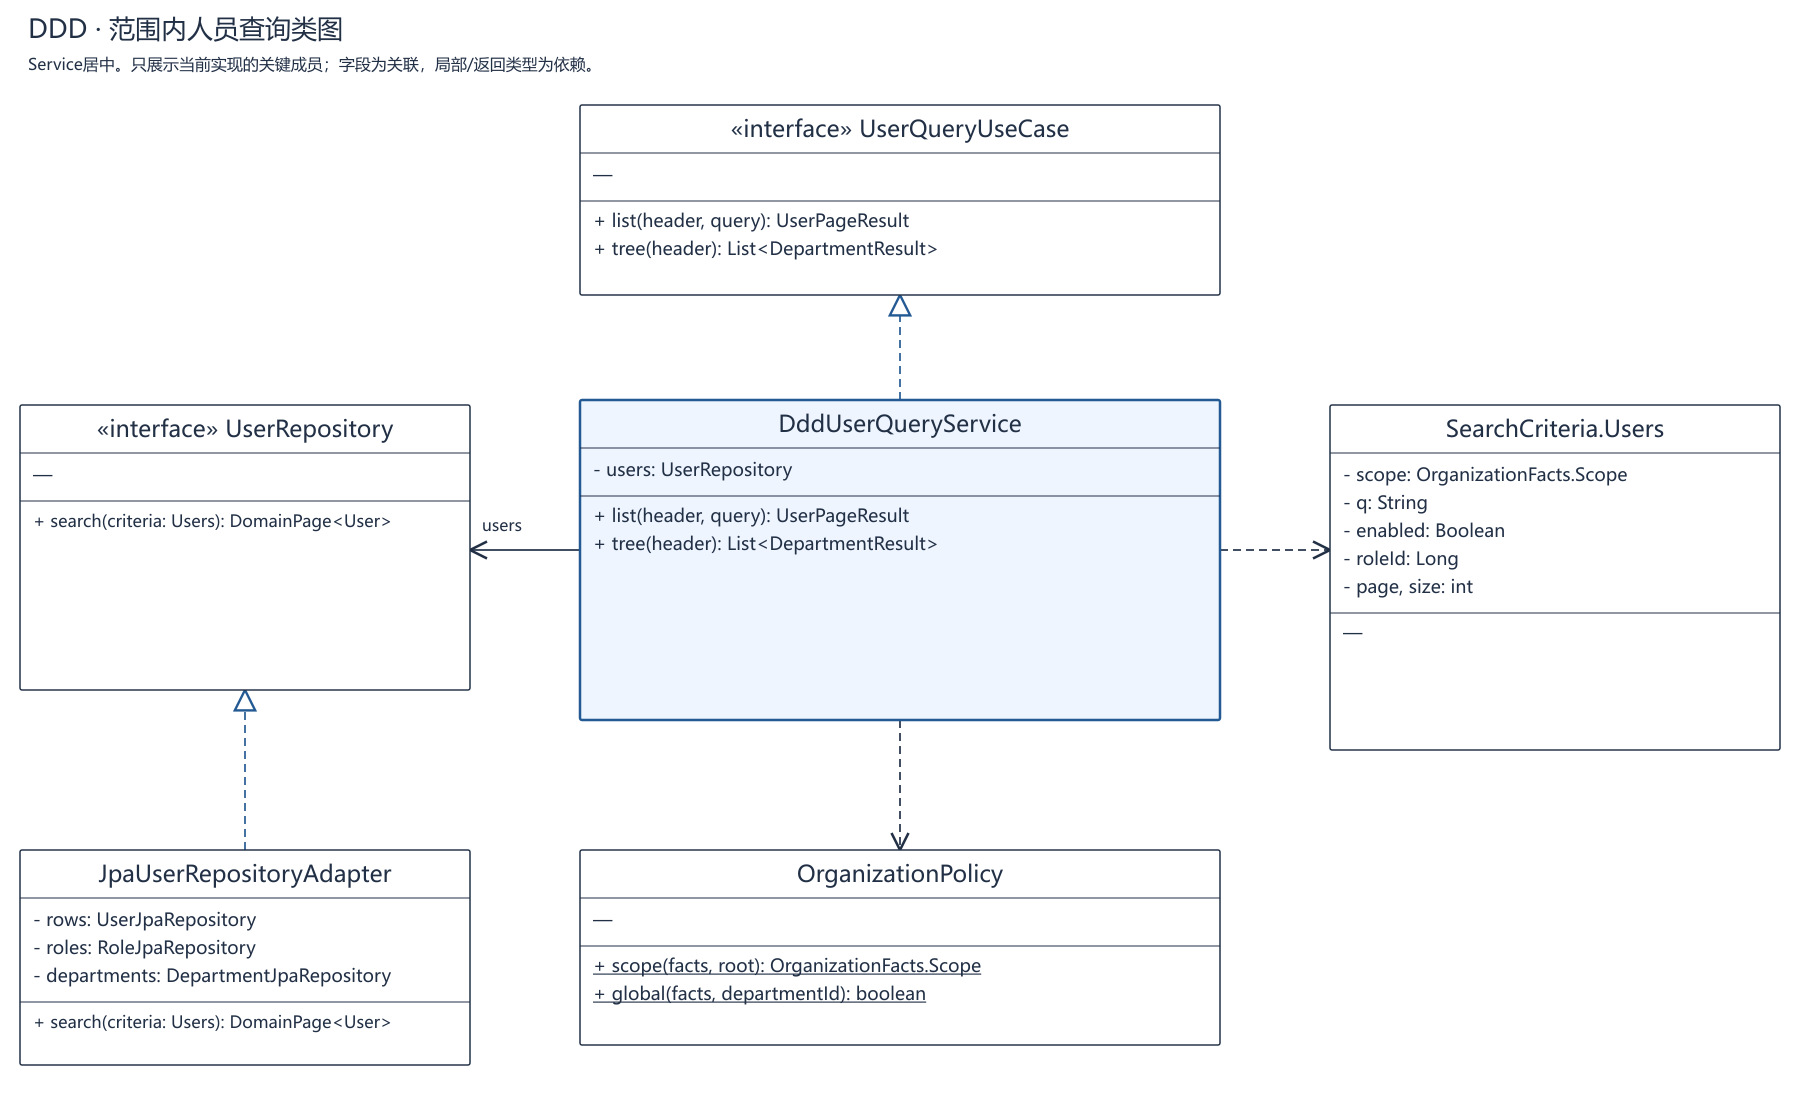 DDD · 范围内人员查询类图
Service居中。只展示当前实现的关键成员；字段为关联，局部/返回类型为依赖。
«interface» UserQueryUseCase
—
+ list(header, query): UserPageResult
+ tree(header): List<DepartmentResult>
«interface» UserRepository
—
+ search(criteria: Users): DomainPage<User>
users
DddUserQueryService
- users: UserRepository
+ list(header, query): UserPageResult
+ tree(header): List<DepartmentResult>
SearchCriteria.Users
- scope: OrganizationFacts.Scope
- q: String
- enabled: Boolean
- roleId: Long
- page, size: int
—
JpaUserRepositoryAdapter
- rows: UserJpaRepository
- roles: RoleJpaRepository
- departments: DepartmentJpaRepository
+ search(criteria: Users): DomainPage<User>
OrganizationPolicy
—
+ scope(facts, root): OrganizationFacts.Scope
+ global(facts, departmentId): boolean